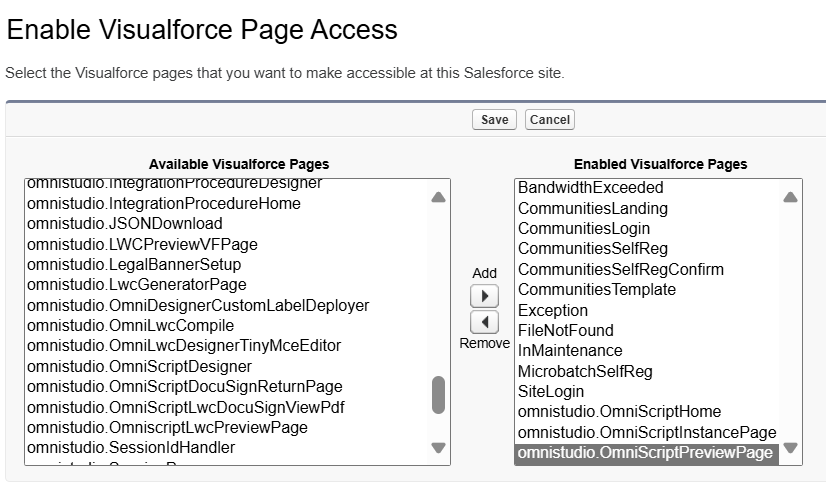 Enable Visualforce Page Access
Select the Visualforce pages that you want to make accessible at this Salesforce site.
Save Cancel
Available Visualforce Pages
omnistudio.IntegrationProcedureDesigner
omnistudio.IntegrationProcedureHome
omnistudio.JSONDownload
omnistudio.LWCPreviewVFPage
omnistudio.LegalBannerSetup
omnistudio.LwcGeneratorPage
omnistudio.OmniDesignerCustomLabelDeployer
omnistudio.OmniLwcCompile
omnistudio.OmniLwcDesignerTinyMceEditor
omnistudio.OmniScriptDesigner
omnistudio.OmniScriptDocuSignReturnPage
omnistudio.OmniScriptLwcDocuSignViewPdf
omnistudio.OmniscriptLwcPreviewPage
omnistudio.SessionIdHandler
Add
Remove
Enabled Visualforce Pages
BandwidthExceeded
CommunitiesLanding
CommunitiesLogin
CommunitiesSelfReg
CommunitiesSelfRegConfirm
CommunitiesTemplate
Exception
FileNotFound
InMaintenance
MicrobatchSelfReg
SiteLogin
omnistudio.OmniScriptHome
omnistudio.OmniScriptInstancePage
omnistudio.OmniScriptPreviewPage